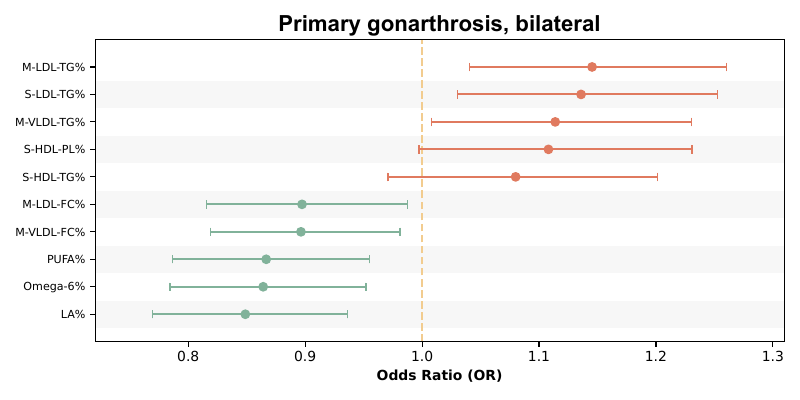 Primary gonarthrosis, bilateral
M-LDL-TG%
S-LDL-TG%
M-VLDL-TG%
S-HDL-PL%
S-HDL-TG%
M-LDL-FC%
M-VLDL-FC%
PUFA%
Omega-6%
LA%
0.8 0.9 1.0 1.1 1.2 1.3
Odds Ratio (OR)